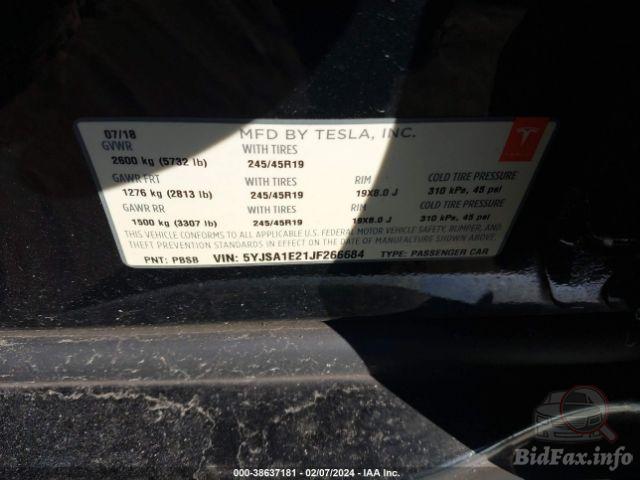 07/18 MFD BY TESLA, INC.
GVWR WITH TIRES
2600 kg (5732 lb) 245/45R19
GAWR FRT WITH TIRES RIM COLD TIRE PRESSURE
1276 kg (2813 lb) 245/45R19 19X8.0 J 310 kPa, 45 psi
GAWR RR WITH TIRES RIM COLD TIRE PRESSURE
1500 kg (3307 lb) 245/45R19 19X8.0 J 310 kPa, 45 psi
THIS VEHICLE CONFORMS TO ALL APPLICABLE U.S. FEDERAL MOTOR VEHICLE SAFETY, BUMPER, AND
THEFT PREVENTION STANDARDS IN EFFECT ON THE DATE OF MANUFACTURE SHOWN ABOVE.
PNT: PBSB VIN: 5YJSA1E21JF266684 TYPE: PASSENGER CAR
BidFax.info
www.bidfax.info 000-38637181 - 02/07/2024 - IAA Inc.